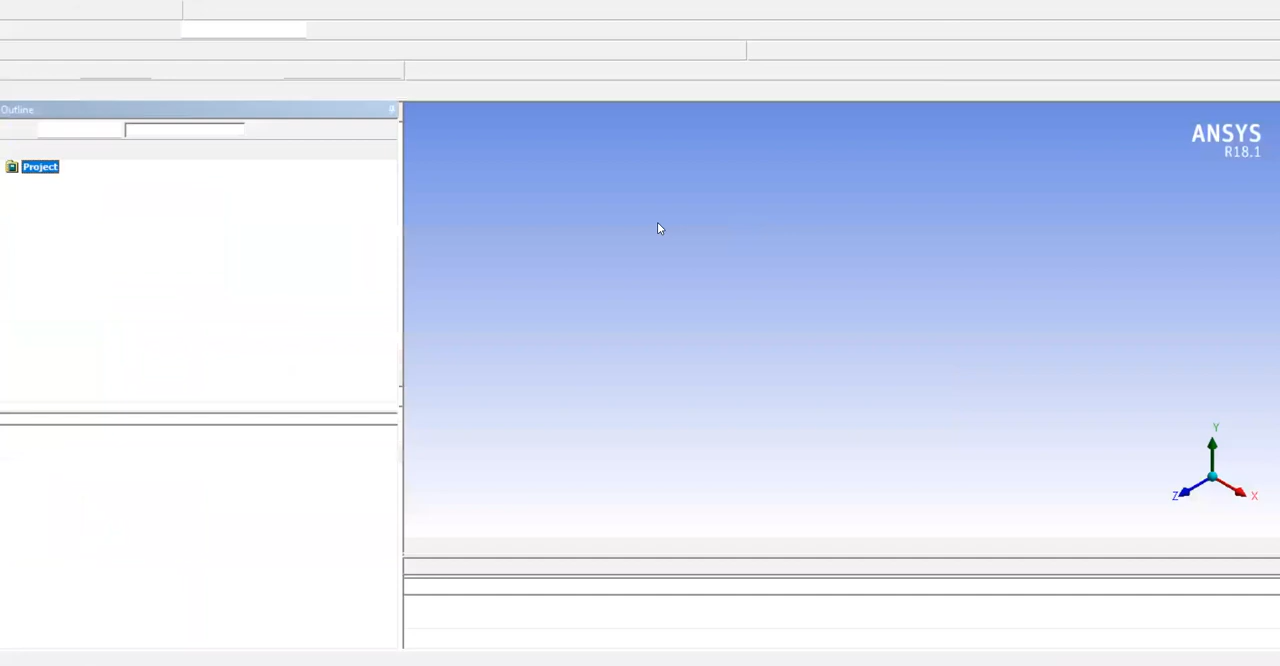 Outline
Project
ANSYS
R18.1
Y
Z
X